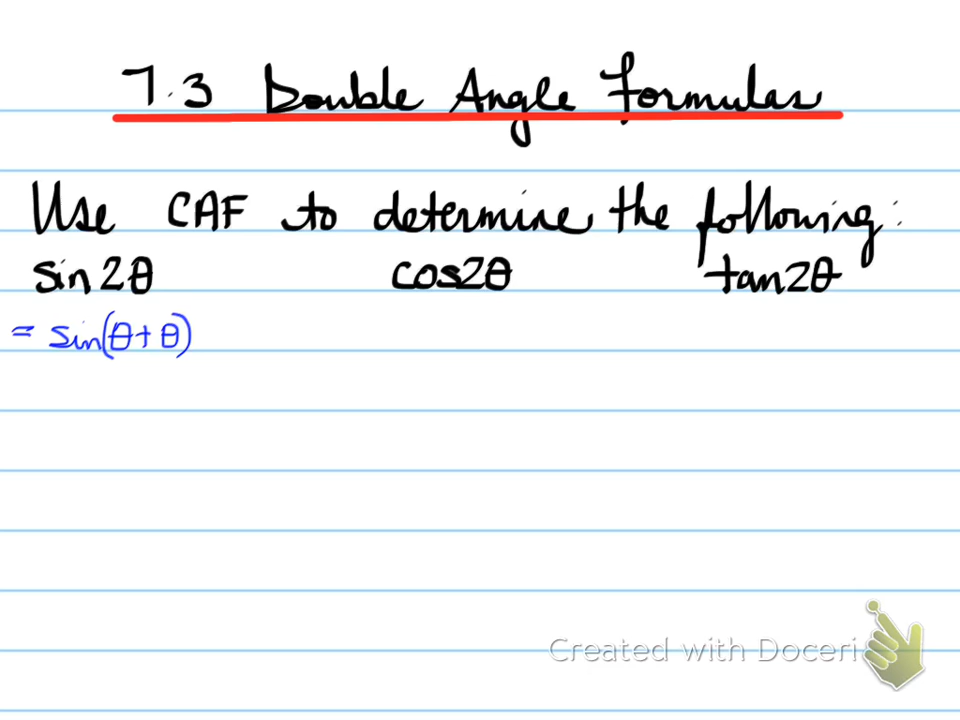 7.3 Double Angle Formulas
Use CAF to determine the following:
sin2θ cos2θ tan2θ
= sin(θ+θ)
Created with Doceri